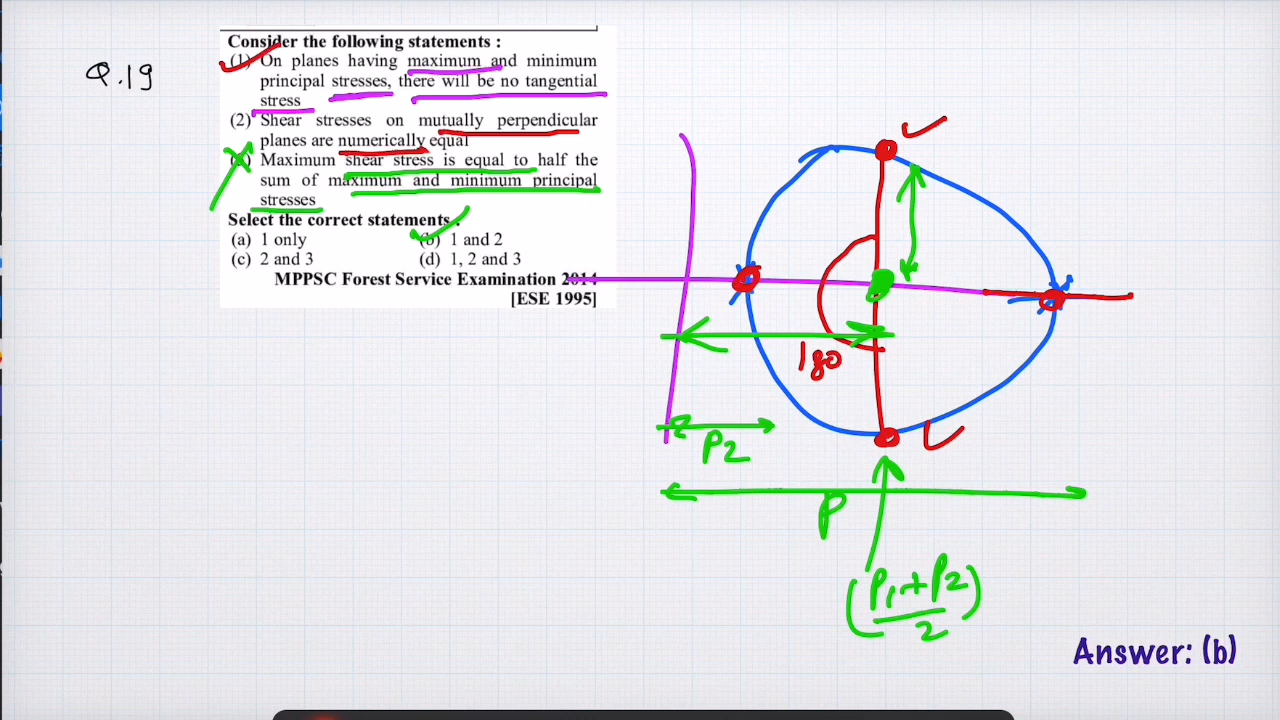 Q.19
Consider the following statements :
(1) On planes having maximum and minimum
principal stresses, there will be no tangential
stress
(2) Shear stresses on mutually perpendicular
planes are numerically equal
Maximum shear stress is equal to half the
sum of maximum and minimum principal
stresses
Select the correct statements :
(a) 1 only (b) 1 and 2
(c) 2 and 3 (d) 1, 2 and 3
MPPSC Forest Service Examination 2014
[ESE 1995]
180
P2
P
(P1+P2)
2
Answer: (b)